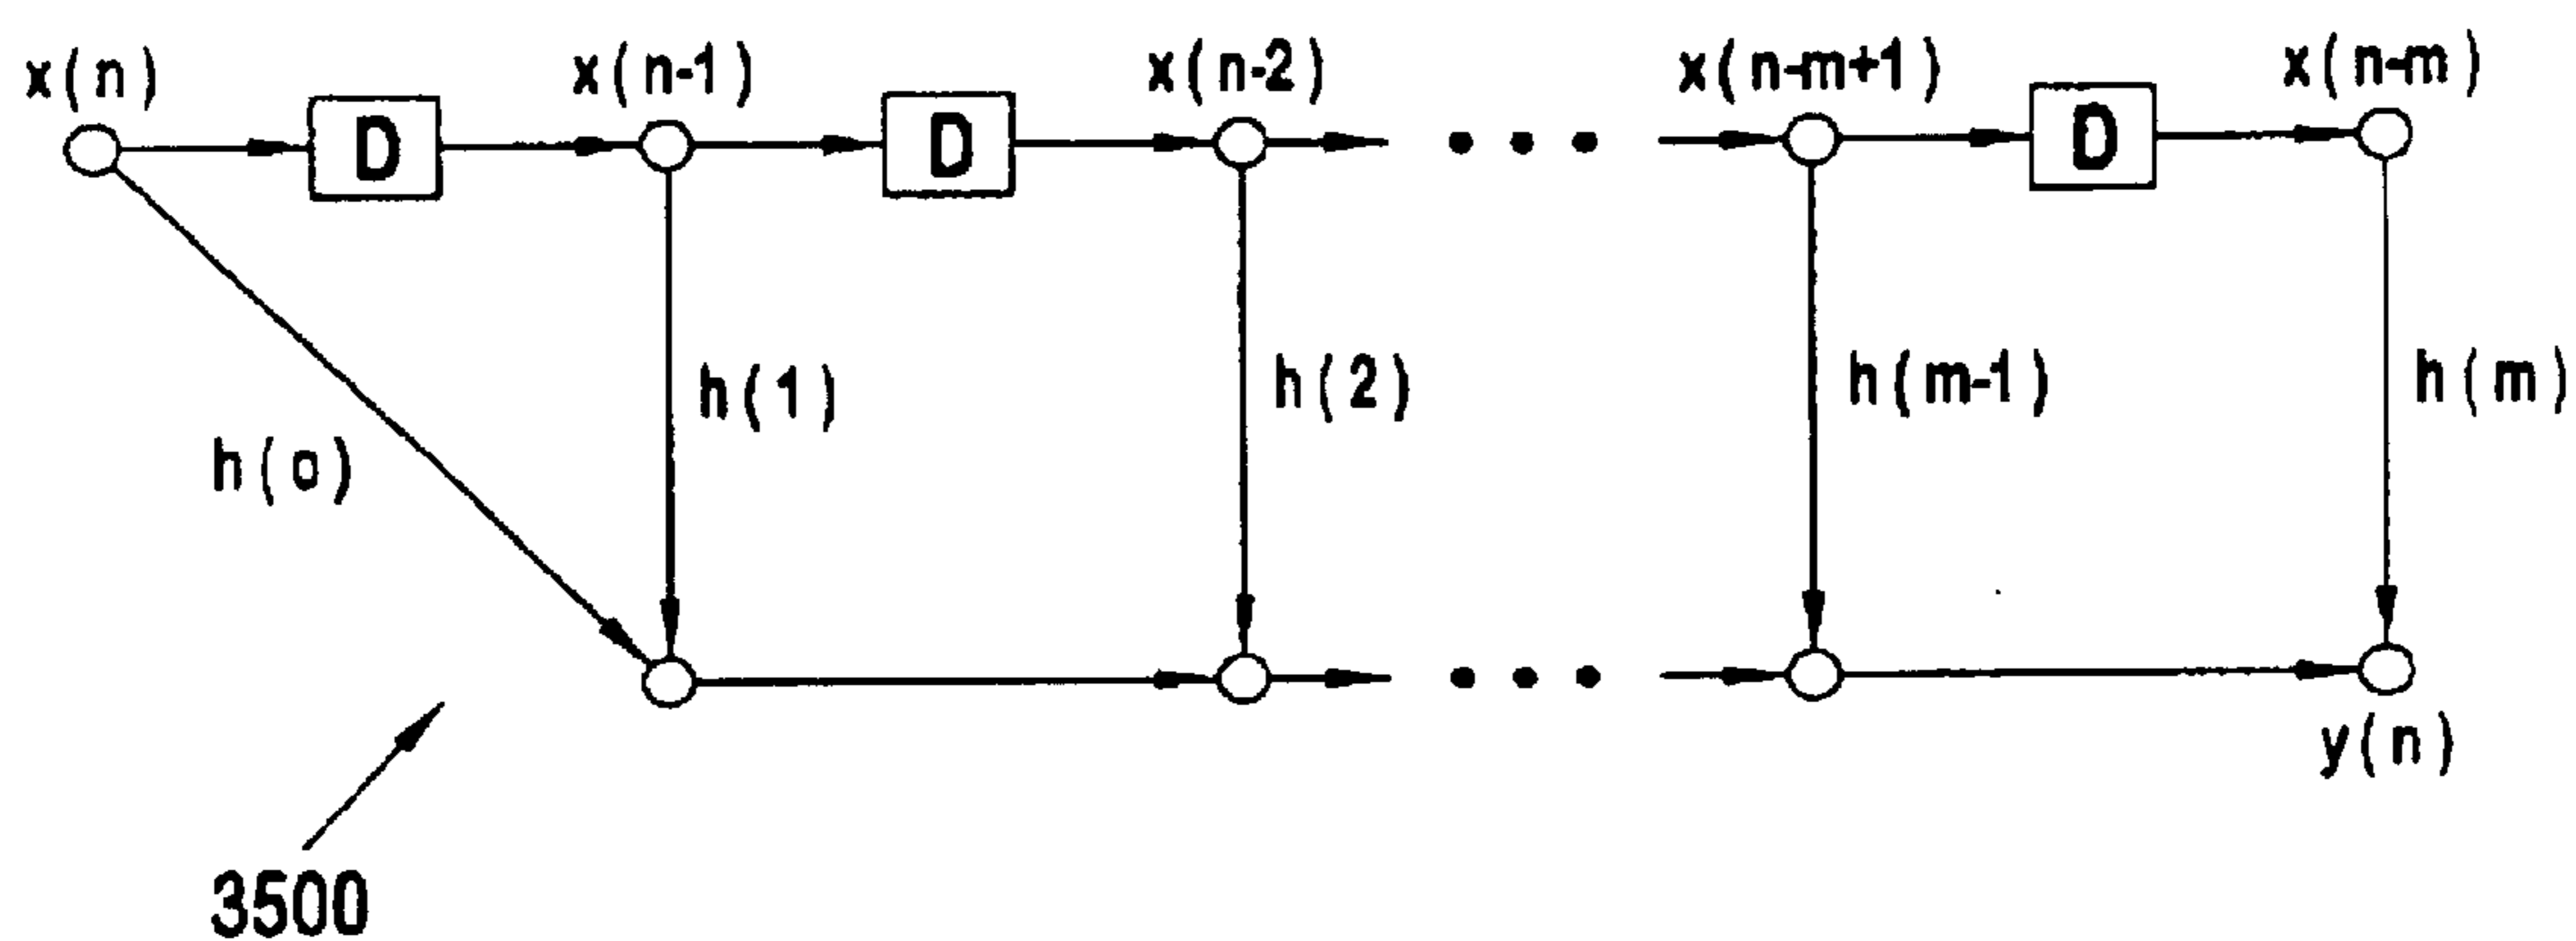 x(n) x(n-1) x(n-2) x(n-m+1) x(n-m)
D D D
h(o) h(1) h(2) h(m-1) h(m)
y(n)
3500